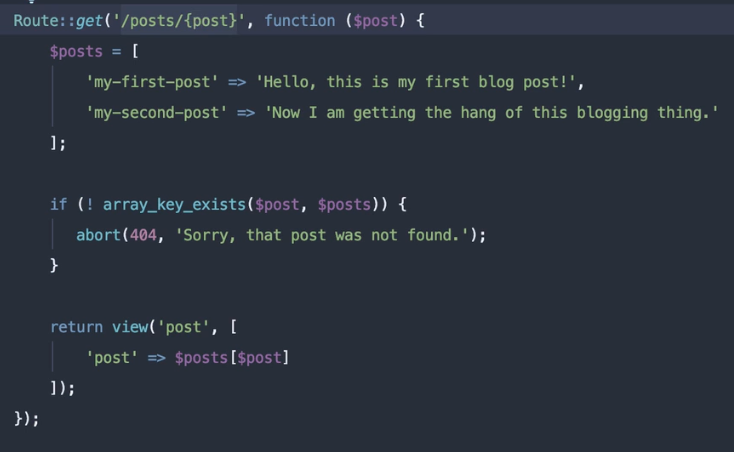 Route::get('/posts/{post}', function ($post) {
    $posts = [
        'my-first-post' => 'Hello, this is my first blog post!',
        'my-second-post' => 'Now I am getting the hang of this blogging thing.'
    ];
    if (! array_key_exists($post, $posts)) {
       abort(404, 'Sorry, that post was not found.');
    }
    return view('post', [
        'post' => $posts[$post]
    ]);
});